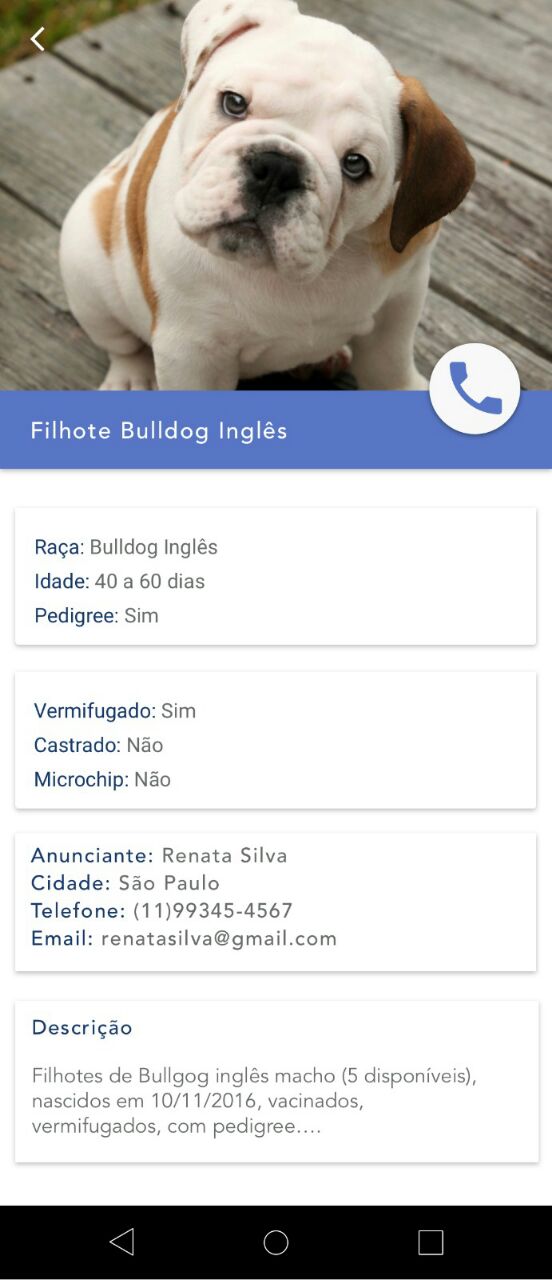 Filhote Bulldog Inglês
Raça: Bulldog Inglês
Idade: 40 a 60 dias
Pedigree: Sim
Vermifugado: Sim
Castrado: Não
Microchip: Não
Anunciante: Renata Silva
Cidade: São Paulo
Telefone: (11)99345-4567
Email: renatasilva@gmail.com
Descrição
Filhotes de Bullgog inglês macho (5 disponíveis),
nascidos em 10/11/2016, vacinados,
vermifugados, com pedigree....